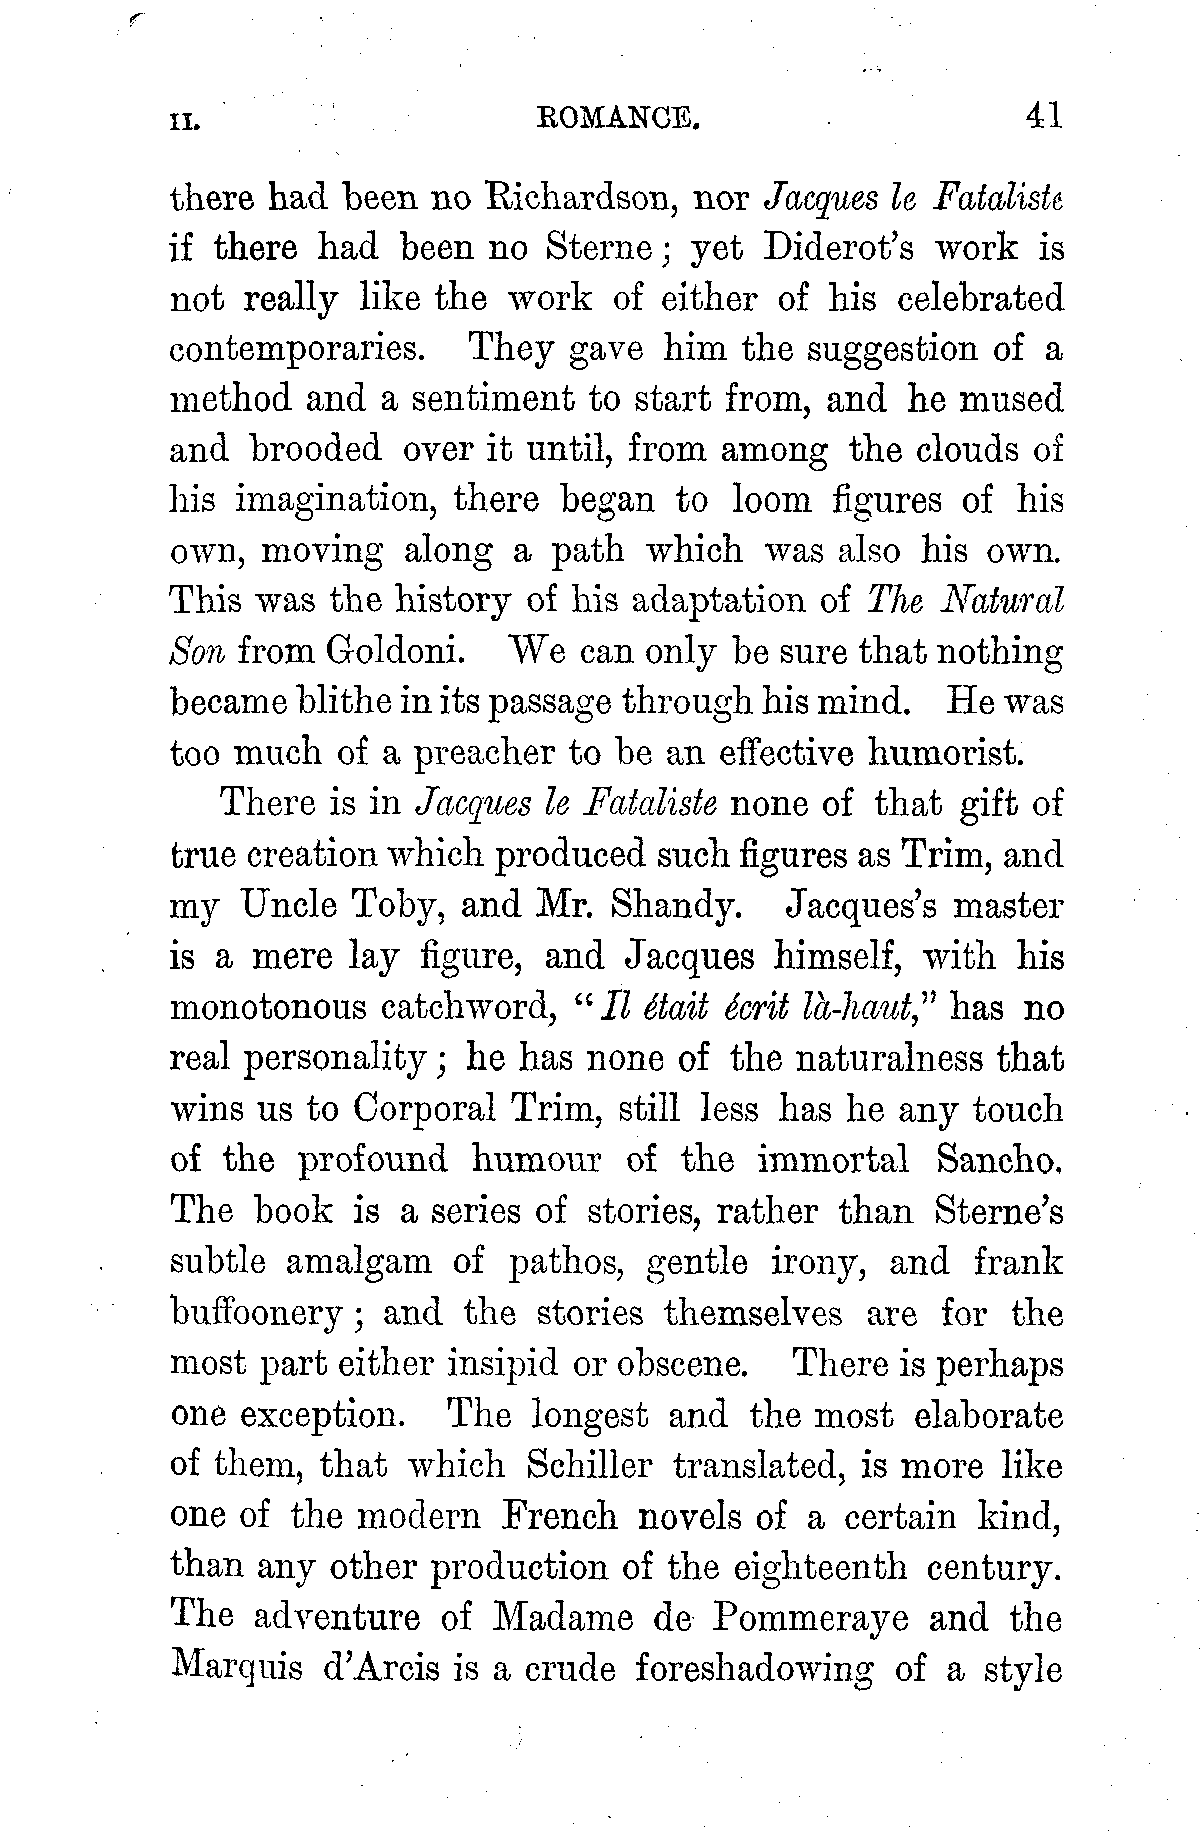 II. ROMANCE. 41
there had been no Richardson, nor Jacques le Fataliste
if there had been no Sterne; yet Diderot's work is
not really like the work of either of his celebrated
contemporaries. They gave him the suggestion of a
method and a sentiment to start from, and he mused
and brooded over it until, from among the clouds of
his imagination, there began to loom figures of his
own, moving along a path which was also his own.
This was the history of his adaptation of The Natural
Son from Goldoni. We can only be sure that nothing
became blithe in its passage through his mind. He was
too much of a preacher to be an effective humorist.
There is in Jacques le Fataliste none of that gift of
true creation which produced such figures as Trim, and
my Uncle Toby, and Mr. Shandy. Jacques's master
is a mere lay figure, and Jacques himself, with his
monotonous catchword, "Il était écrit là-haut," has no
real personality; he has none of the naturalness that
wins us to Corporal Trim, still less has he any touch
of the profound humour of the immortal Sancho.
The book is a series of stories, rather than Sterne's
subtle amalgam of pathos, gentle irony, and frank
buffoonery; and the stories themselves are for the
most part either insipid or obscene. There is perhaps
one exception. The longest and the most elaborate
of them, that which Schiller translated, is more like
one of the modern French novels of a certain kind,
than any other production of the eighteenth century.
The adventure of Madame de Pommeraye and the
Marquis d'Arcis is a crude foreshadowing of a style